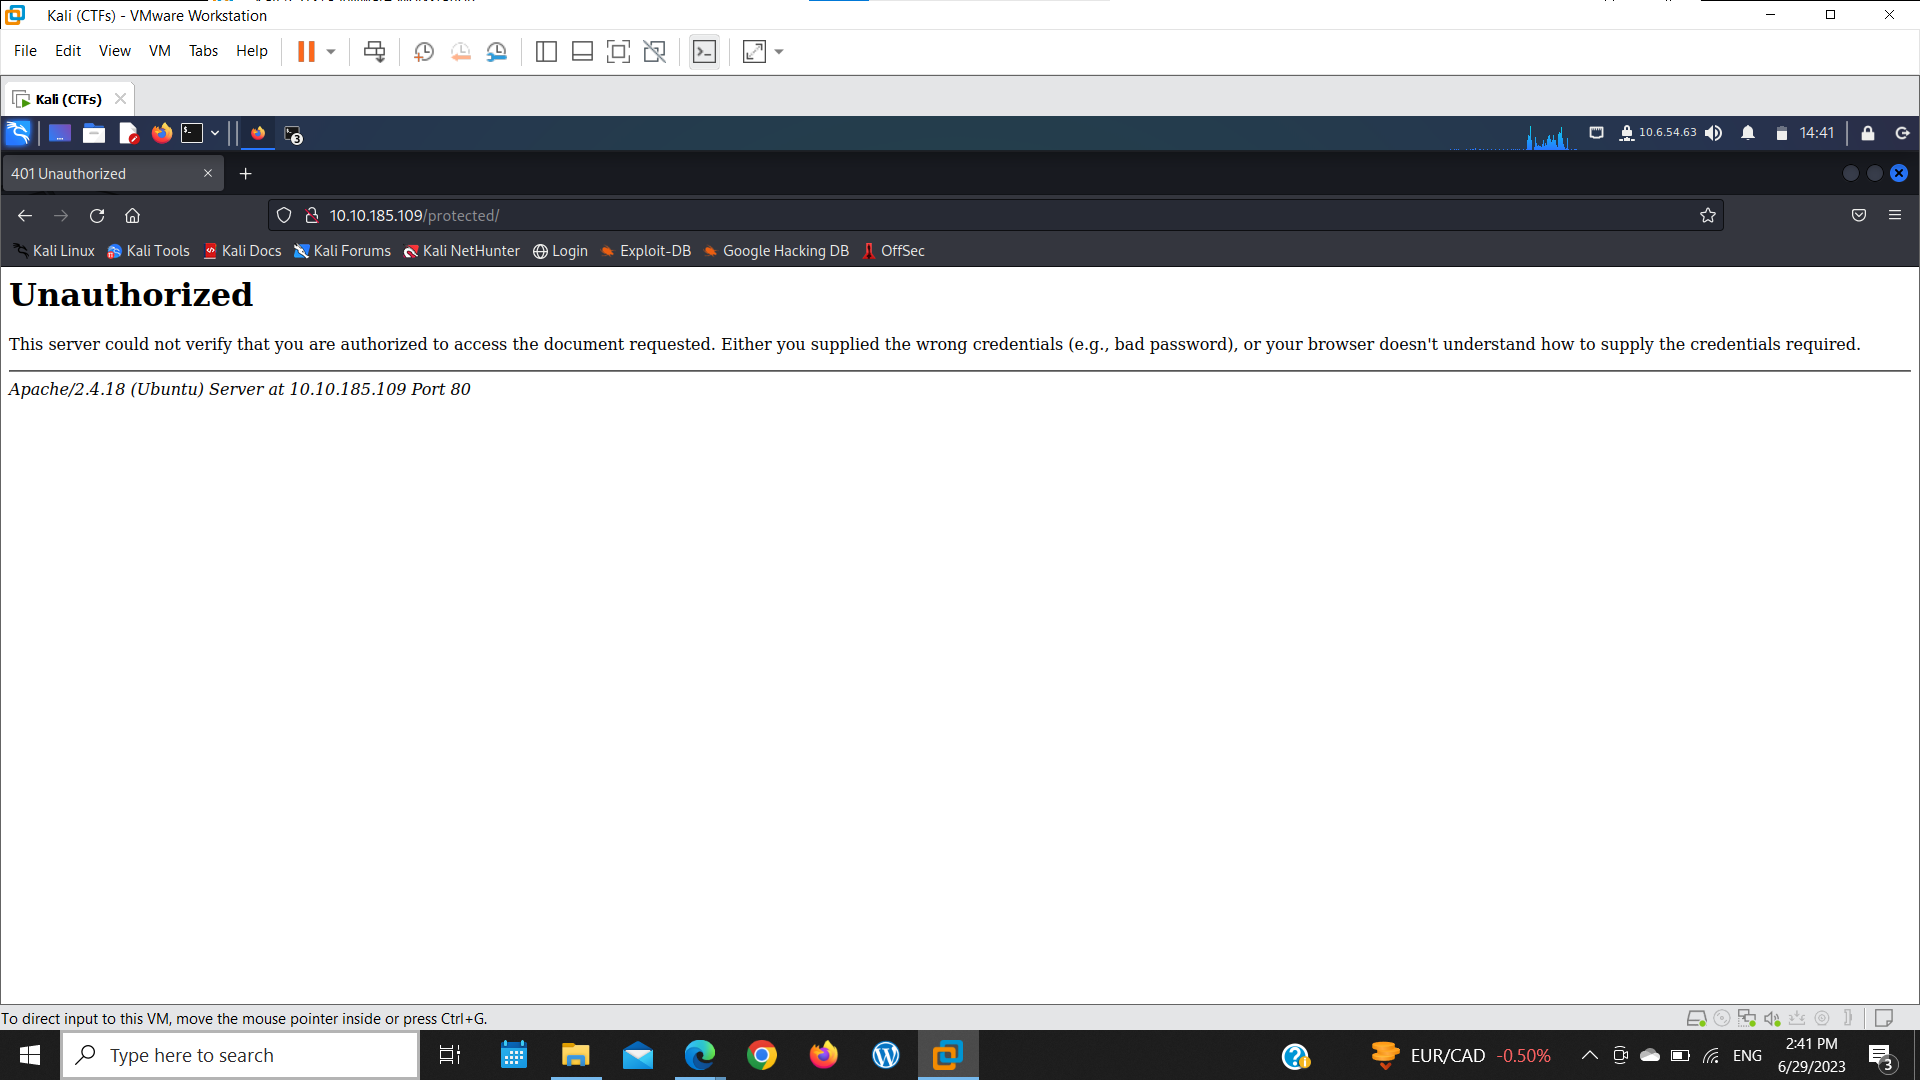 Kali (CTFs) - VMware Workstation
File Edit View VM Tabs Help
Kali (CTFs)
3 10.6.54.63 14:41
401 Unauthorized
10.10.185.109/protected/
Kali Linux Kali Tools Kali Docs Kali Forums Kali NetHunter Login Exploit-DB Google Hacking DB OffSec
Unauthorized
This server could not verify that you are authorized to access the document requested. Either you supplied the wrong credentials (e.g., bad password), or your browser doesn't understand how to supply the credentials required.
Apache/2.4.18 (Ubuntu) Server at 10.10.185.109 Port 80
To direct input to this VM, move the mouse pointer inside or press Ctrl+G.
Type here to search EUR/CAD -0.50% ENG 2:41 PM 3
6/29/2023